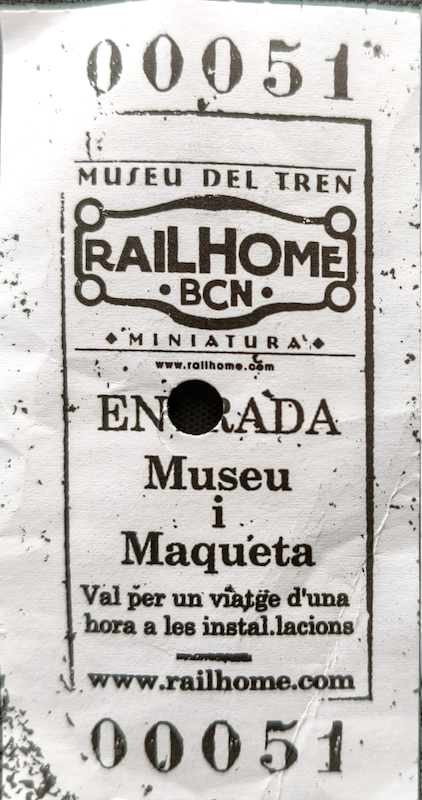 00051
MUSEU DEL TREN
RAILHOME
•BCN•
◆MINIATURA◆
www.railhome.com
ENTRADA
Museu
i
Maqueta
Val per un viatge d'una
hora a les instal.lacions
www.railhome.com
00051